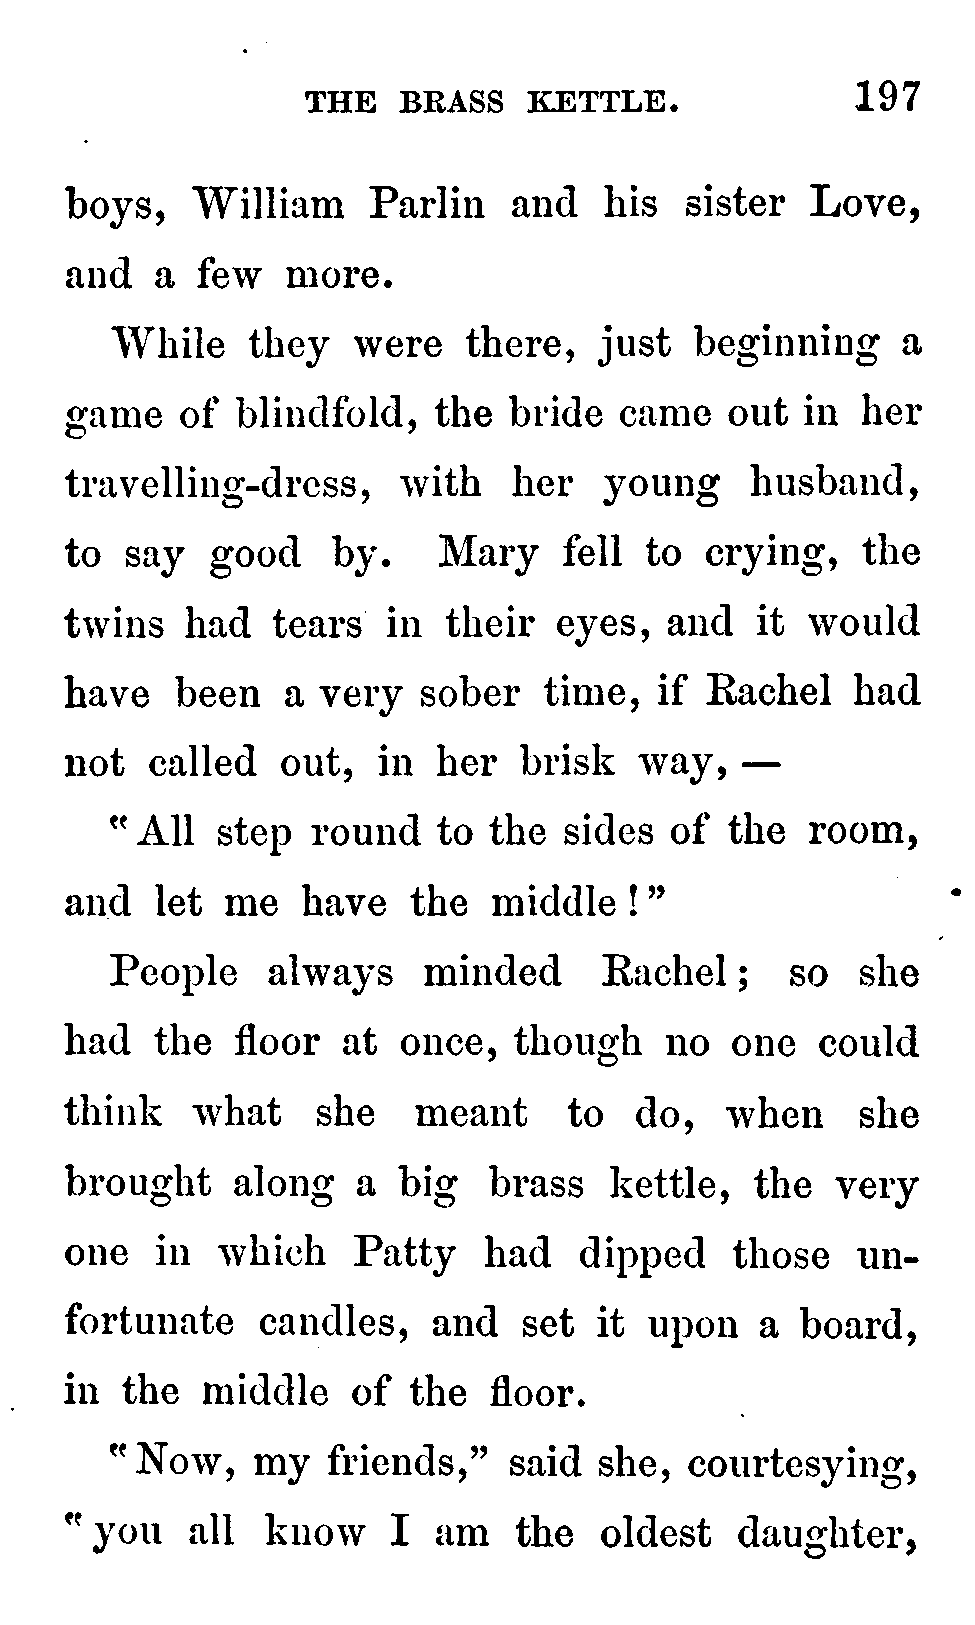 THE BRASS KETTLE. 197
boys, William Parlin and his sister Love,
and a few more.
While they were there, just beginning a
game of blindfold, the bride came out in her
travelling-dress, with her young husband,
to say good by. Mary fell to crying, the
twins had tears in their eyes, and it would
have been a very sober time, if Rachel had
not called out, in her brisk way, —
"All step round to the sides of the room,
and let me have the middle!"
People always minded Rachel; so she
had the floor at once, though no one could
think what she meant to do, when she
brought along a big brass kettle, the very
one in which Patty had dipped those un-
fortunate candles, and set it upon a board,
in the middle of the floor.
"Now, my friends," said she, courtesying,
"you all know I am the oldest daughter,